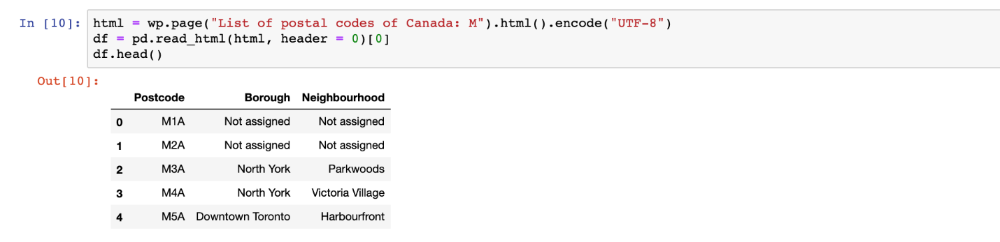 In [10]: html = wp.page("List of postal codes of Canada: M").html().encode("UTF-8")
df = pd.read_html(html, header = 0)[0]
df.head()
Out[10]:
Postcode Borough Neighbourhood
0 M1A Not assigned Not assigned
1 M2A Not assigned Not assigned
2 M3A North York Parkwoods
3 M4A North York Victoria Village
4 M5A Downtown Toronto Harbourfront